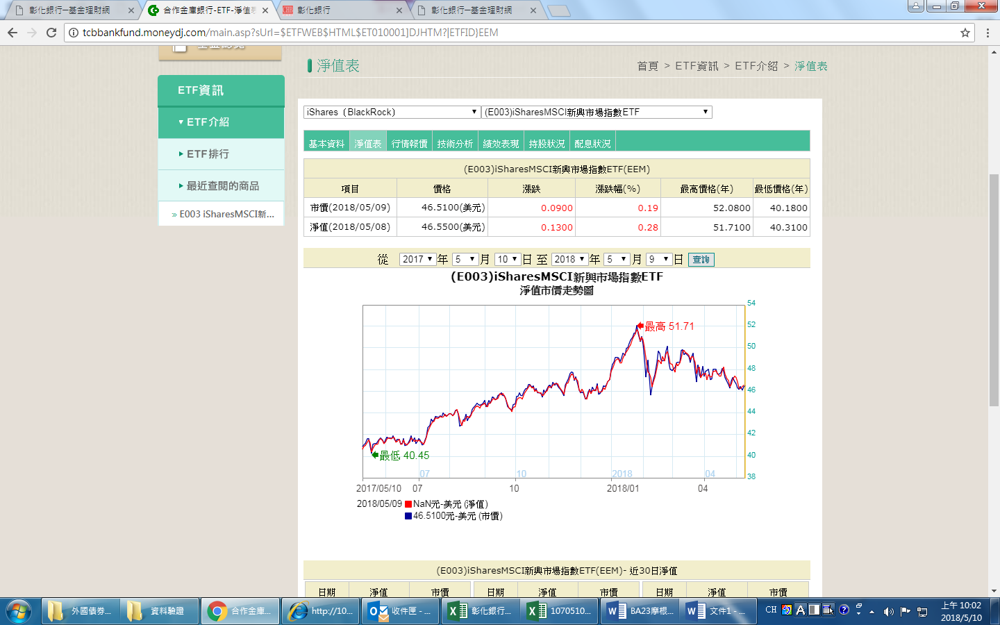 彰化銀行–基金理財網
合作金庫銀行-ETF-淨值
彰化銀行
彰化銀行–基金理財網
tcbbankfund.moneydj.com/main.asp?sUrl=$ETFWEB$HTML$ET010001]DJHTM?|ETFID}EEM
淨值表
首頁 > ETF資訊 > ETF介紹 > 淨值表
ETF資訊
ETF介紹
ETF排行
最近查閱的商品
» E003 iSharesMSCI新...
iShares〔BlackRock〕 (E003)iSharesMSCI新興市場指數ETF
基本資料 淨值表 行情報價 技術分析 績效表現 持股狀況 配息狀況
(E003)iSharesMSCI新興市場指數ETF(EEM)
項目 價格 漲跌 漲跌幅(%) 最高價格(年) 最低價格(年)
市價(2018/05/09) 46.5100(美元) 0.0900 0.19 52.0800 40.1800
淨值(2018/05/08) 46.5500(美元) 0.1300 0.28 51.7100 40.3100
從 2017 年 5 月 10 日 至 2018 年 5 月 9 日 查詢
(E003)iSharesMSCI新興市場指數ETF
淨值市價走勢圖
54
52
50
48
46
44
42
40
38
最高 51.71
最低 40.45
07 10 2018 04
2017/05/10 07 10 2018/01 04
2018/05/09 NaN元-美元 (淨值)
46.5100元-美元 (市價)
(E003)iSharesMSCI新興市場指數ETF(EEM)- 近30日淨值
日期 淨值 市價 日期 淨值 市價 日期 淨值 市價
外國債券...
資料驗證
合作金庫...
http://10...
收件匣 - ...
彰化銀行...
1070510...
BA23摩根...
文件1 - ...
CH
上午 10:02
2018/5/10